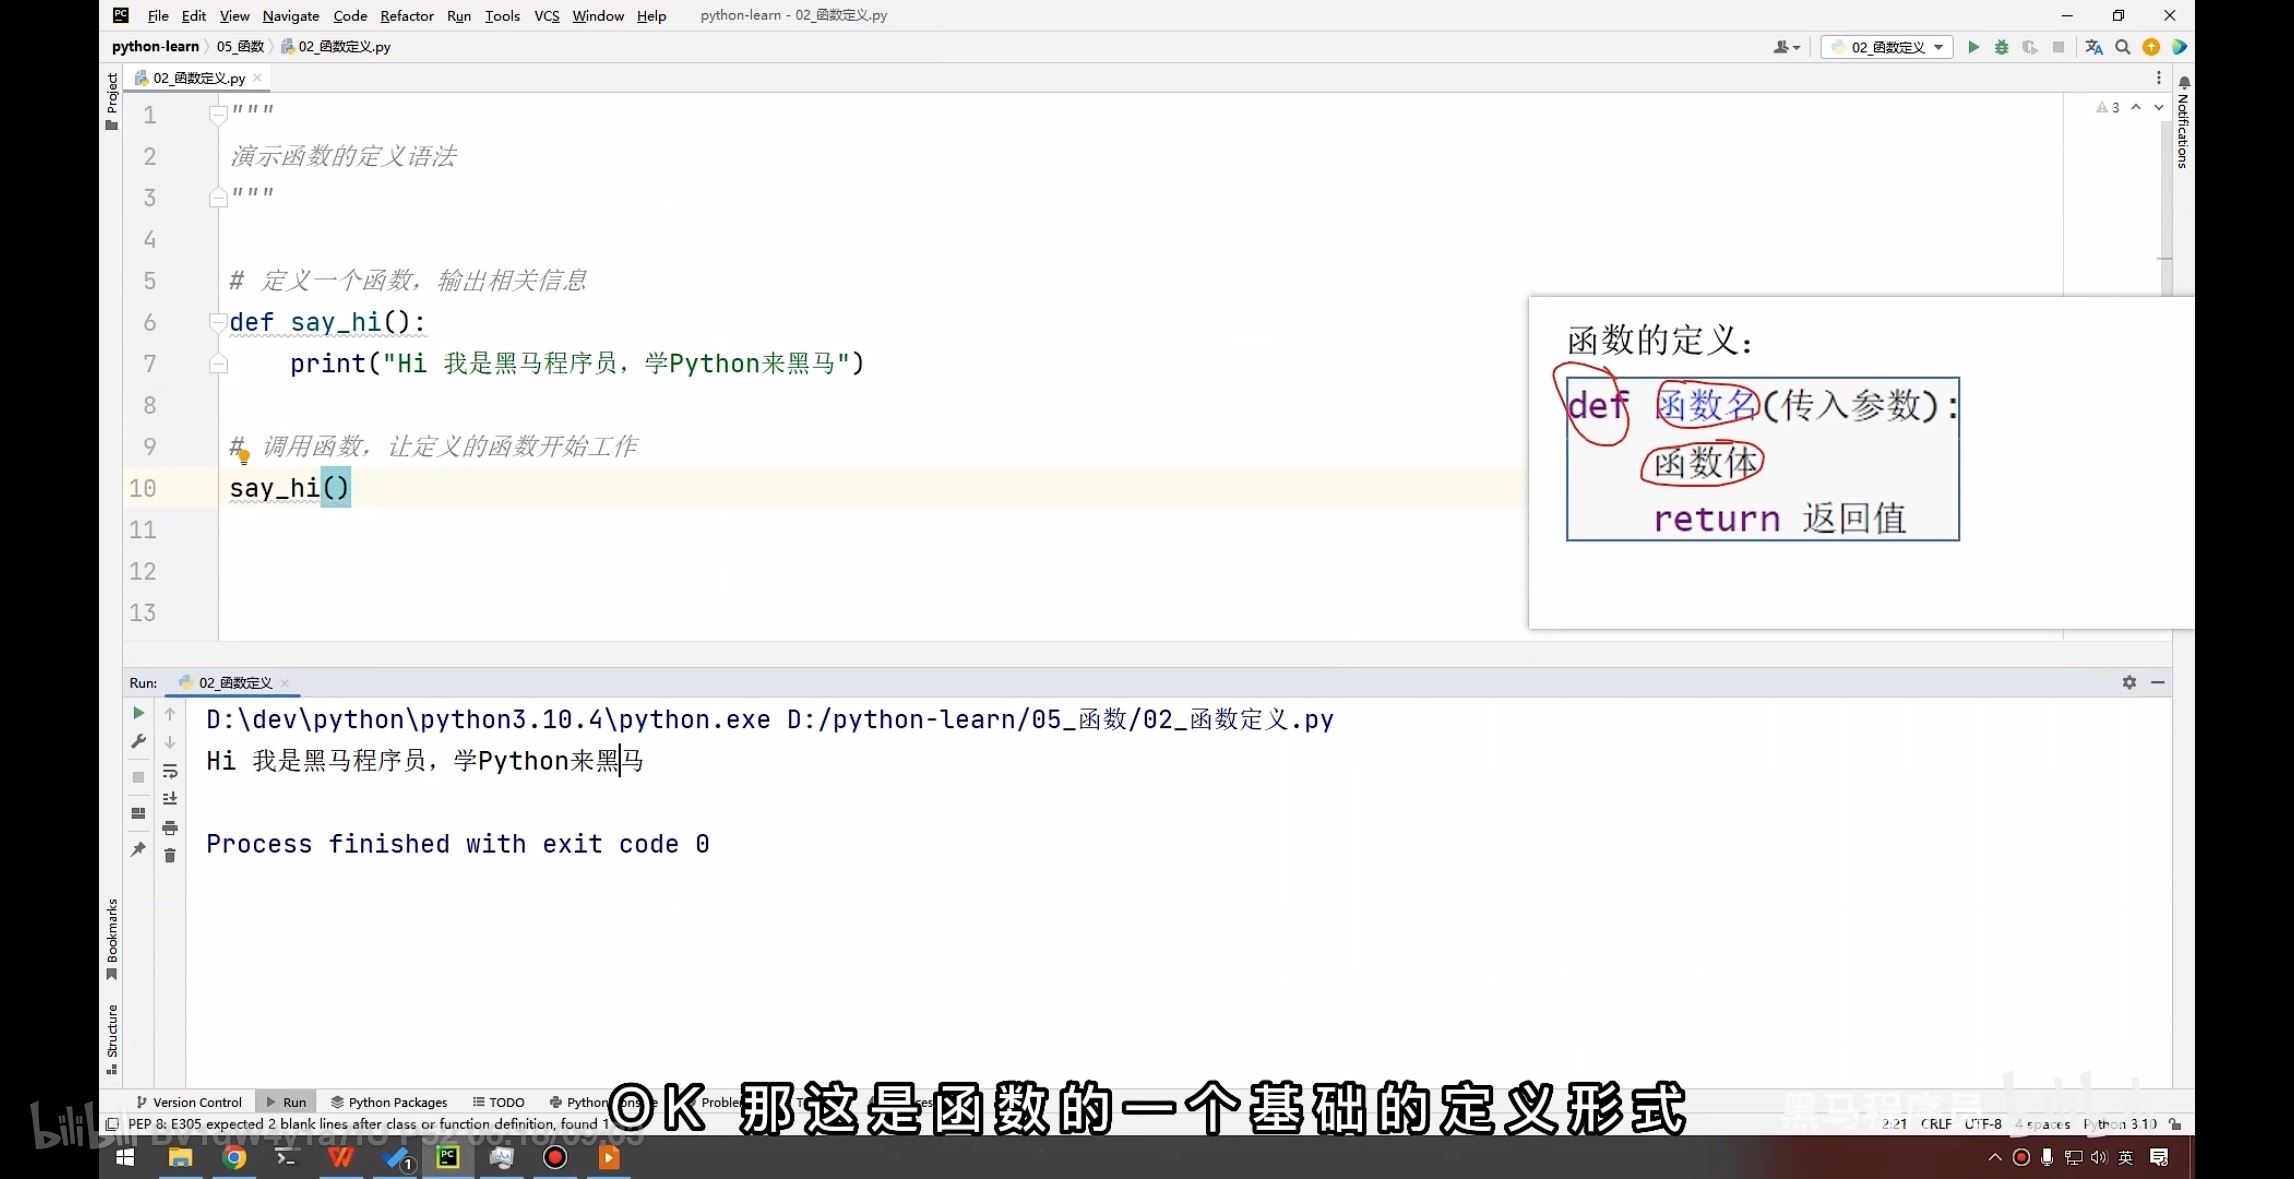 File Edit View Navigate Code Refactor Run Tools VCS Window Help python-learn - 02_函数定义.py
python-learn 05_函数 02_函数定义.py
02_函数定义
Project
02_函数定义.py
3
Notifications
1 """
2 演示函数的定义语法
3 """
4
5 # 定义一个函数，输出相关信息
6 def say_hi():
7 print("Hi 我是黑马程序员，学Python来黑马")
8
9 # 调用函数，让定义的函数开始工作
10 say_hi()
11
12
13
函数的定义：
def 函数名(传入参数):
函数体
return 返回值
Run: 02_函数定义
D:\dev\python\python3.10.4\python.exe D:/python-learn/05_函数/02_函数定义.py
Hi 我是黑马程序员，学Python来黑马
Process finished with exit code 0
Bookmarks
Structure
Version Control Run Python Packages TODO Python
OK 那这是函数的一个基础的定义形式
PEP 8: E305 expected 2 blank lines after class or function definition, found 1
2:21 CRLF UTF-8 4 spaces Python 3.10
bilibili
黑马程序员
1
英